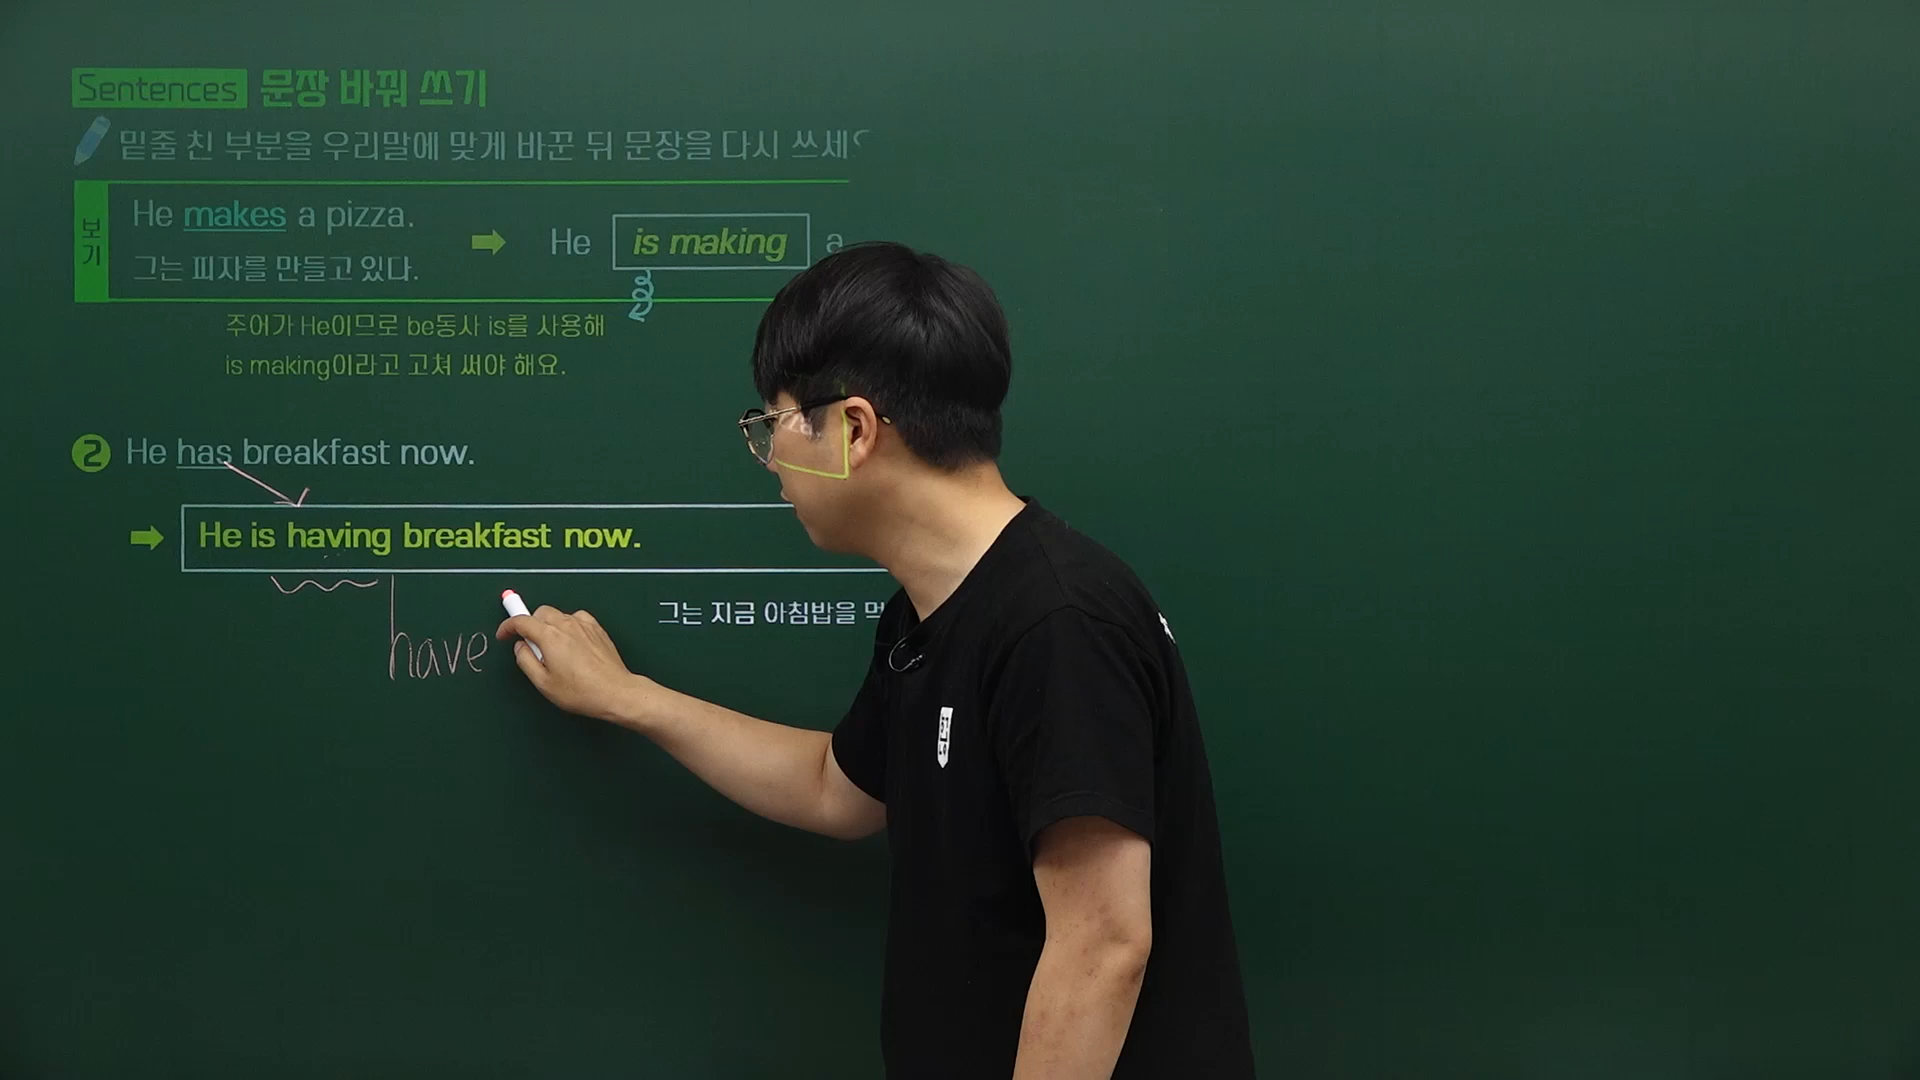 Sentences 문장 바꿔 쓰기
밑줄 친 부분을 우리말에 맞게 바꾼 뒤 문장을 다시 쓰세
보기
He makes a pizza.
그는 피자를 만들고 있다.
He is making a
주어가 He이므로 be동사 is를 사용해
is making이라고 고쳐 써야 해요.
2 He has breakfast now.
He is having breakfast now.
그는 지금 아침밥을 먹
have